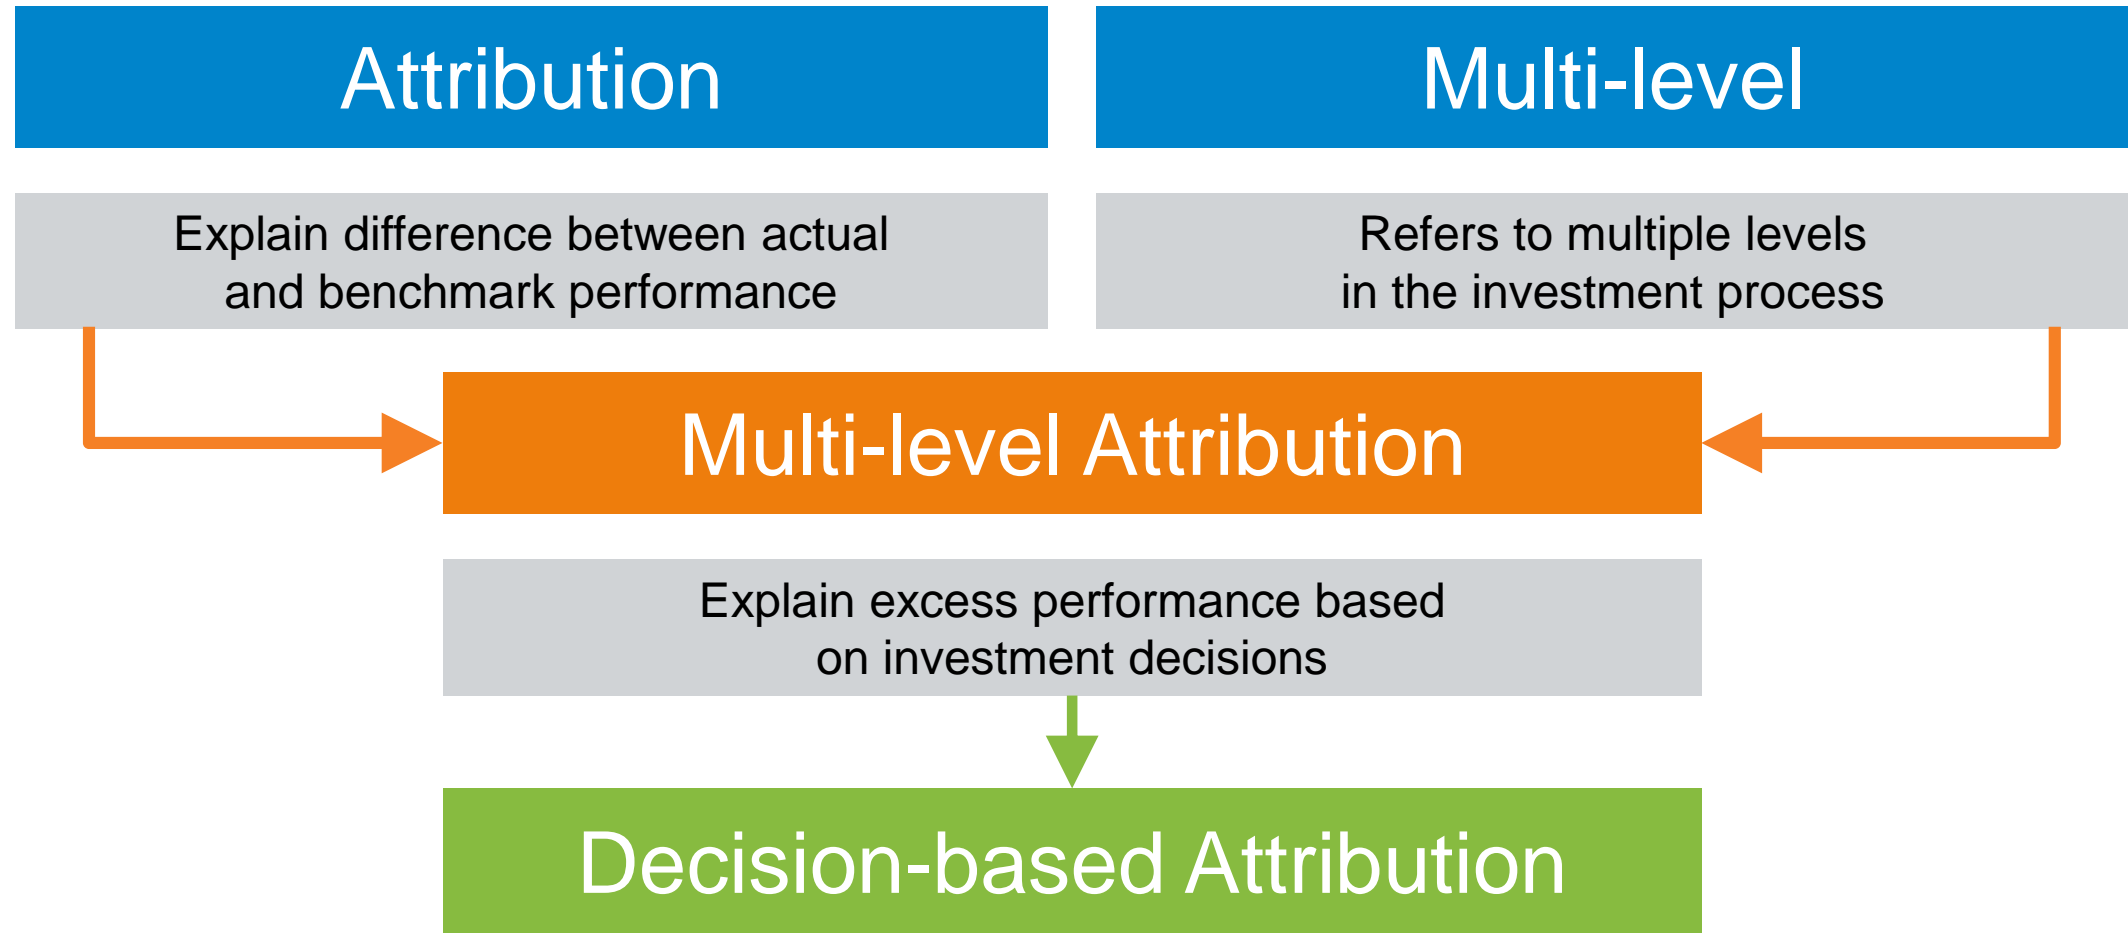 Attribution
Multi-level
Explain difference between actual
and benchmark performance
Refers to multiple levels
in the investment process
Multi-level Attribution
Explain excess performance based
on investment decisions
Decision-based Attribution